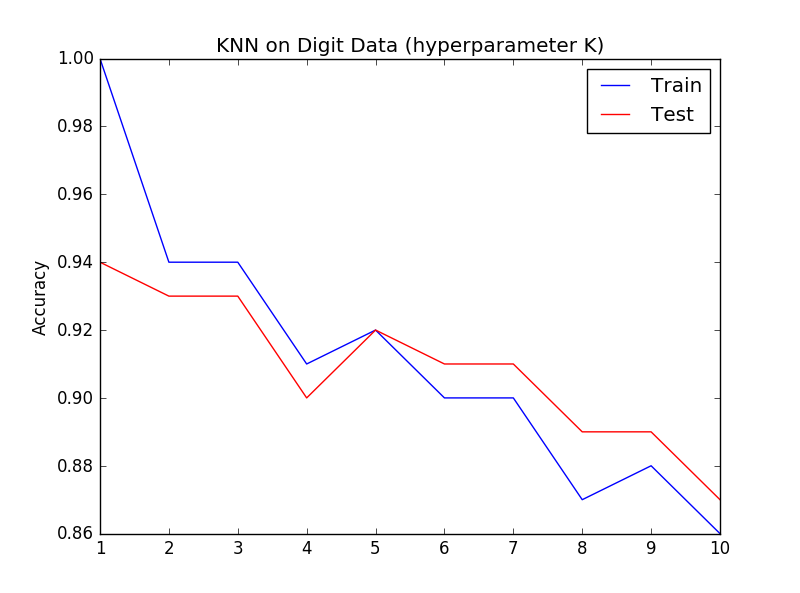 KNN on Digit Data (hyperparameter K)
Train
Test
Accuracy
1.00
0.98
0.96
0.94
0.92
0.90
0.88
0.86
1 2 3 4 5 6 7 8 9 10